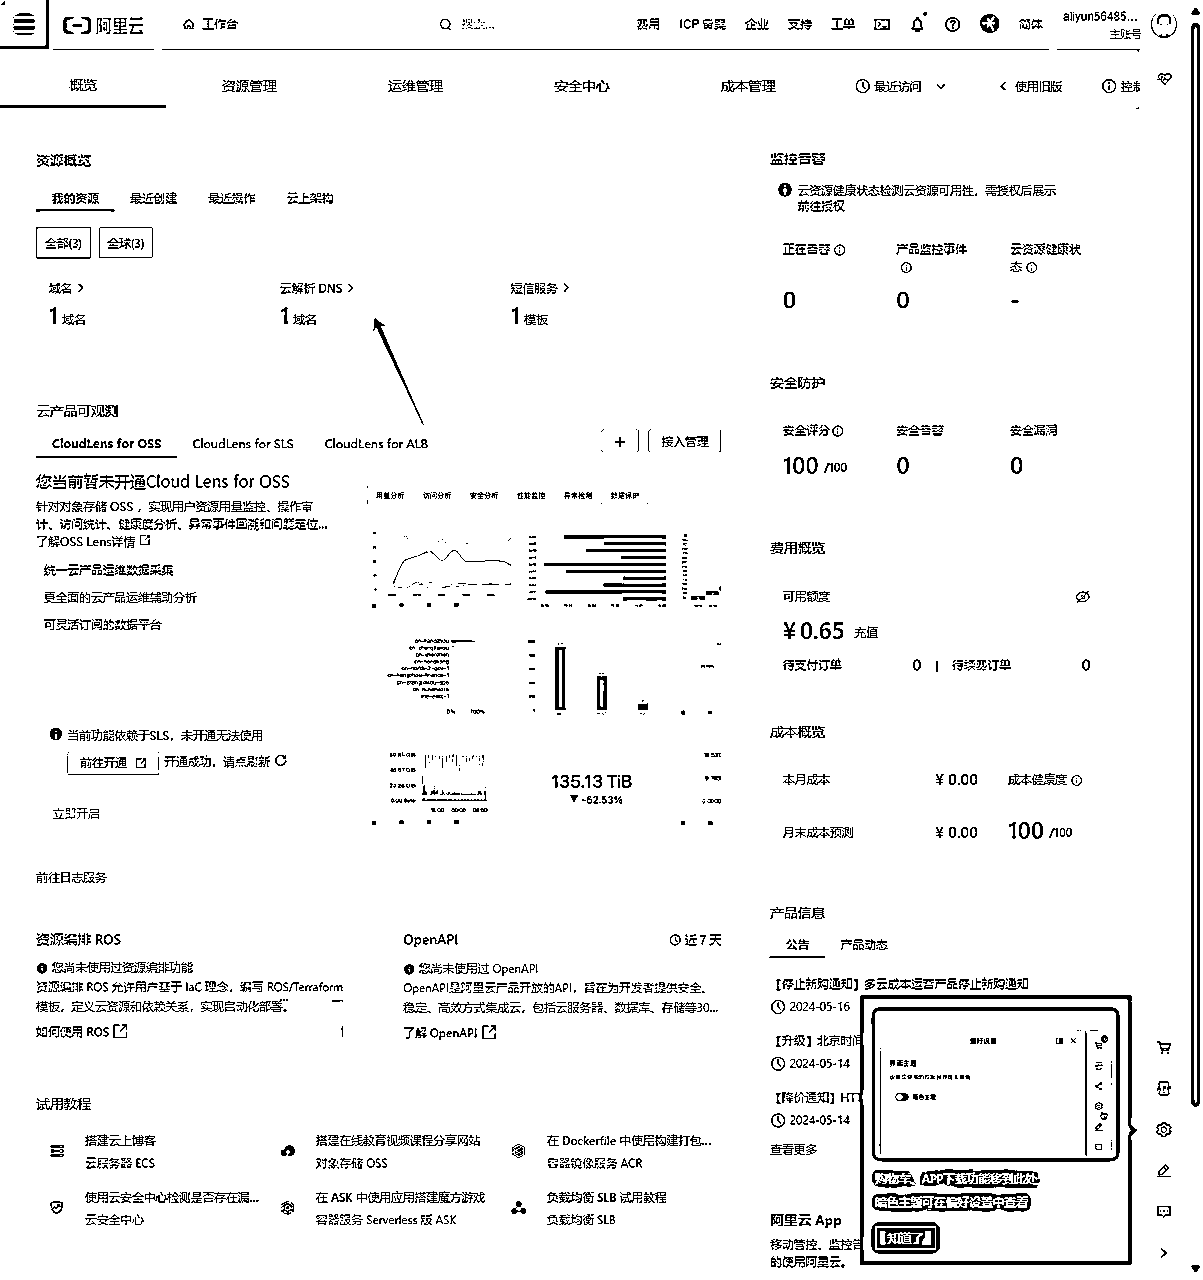 阿里云
工作台
搜索...
费用
ICP 备案
企业
支持
工单
简体
aliyun56485...
主账号
概览
资源管理
运维管理
安全中心
成本管理
最近访问
使用旧版
资源概览
我的资源
最近创建
最近操作
云上架构
全部(3)
全球(3)
域名 >
1 域名
云解析 DNS >
1 域名
短信服务 >
1 模板
云产品可观测
CloudLens for OSS
CloudLens for SLS
CloudLens for ALB
+
接入管理
您当前暂未开通Cloud Lens for OSS
针对对象存储 OSS ，实现用户资源用量监控、操作审
计、访问统计、健康度分析、异常事件回溯和问题定位...
了解OSS Lens详情
统一云产品运维数据采集
更全面的云产品运维辅助分析
可灵活订阅的数据平台
用量分析
访问分析
安全分析
性能监控
异常检测
数据保护
135.13 TiB
▼ -62.53%
当前功能依赖于SLS，未开通无法使用
前往开通
开通成功，请点刷新
立即开启
前往日志服务
资源编排 ROS
您尚未使用过资源编排功能
资源编排 ROS 允许用户基于 IaC 理念，编写 ROS/Terraform
模板，定义云资源和依赖关系，实现自动化部署。
如何使用 ROS
OpenAPI
近 7 天
您尚未使用过 OpenAPI
OpenAPI是阿里云产品开放的API，旨在为开发者提供安全、
稳定、高效方式集成云，包括云服务器、数据库、存储等30...
了解 OpenAPI
试用教程
搭建云上博客
云服务器 ECS
搭建在线教育视频课程分享网站
对象存储 OSS
在 Dockerfile 中使用构建打包...
容器镜像服务 ACR
使用云安全中心检测是否存在漏...
云安全中心
在 ASK 中使用应用搭建魔方游戏
容器服务 Serverless 版 ASK
负载均衡 SLB 试用教程
负载均衡 SLB
监控告警
云资源健康状态检测云资源可用性，需授权后展示
前往授权
正在告警
0
产品监控事件
0
云资源健康状
态
-
安全防护
安全评分
100 /100
安全告警
0
安全漏洞
0
费用概览
可用额度
¥ 0.65 充值
待支付订单 0 | 待续费订单 0
成本概览
本月成本 ¥ 0.00 成本健康度
月末成本预测 ¥ 0.00 100 /100
产品信息
公告
产品动态
【停止新购通知】多云成本运营产品停止新购通知
2024-05-16
【升级】北京时间
2024-05-14
【降价通知】HTT
2024-05-14
查看更多
阿里云 App
移动管控、监控告
的使用阿里云。
偏好设置
界面主题
购物车、APP下载功能移到此处
暗色主题可在偏好设置中查看
知道了